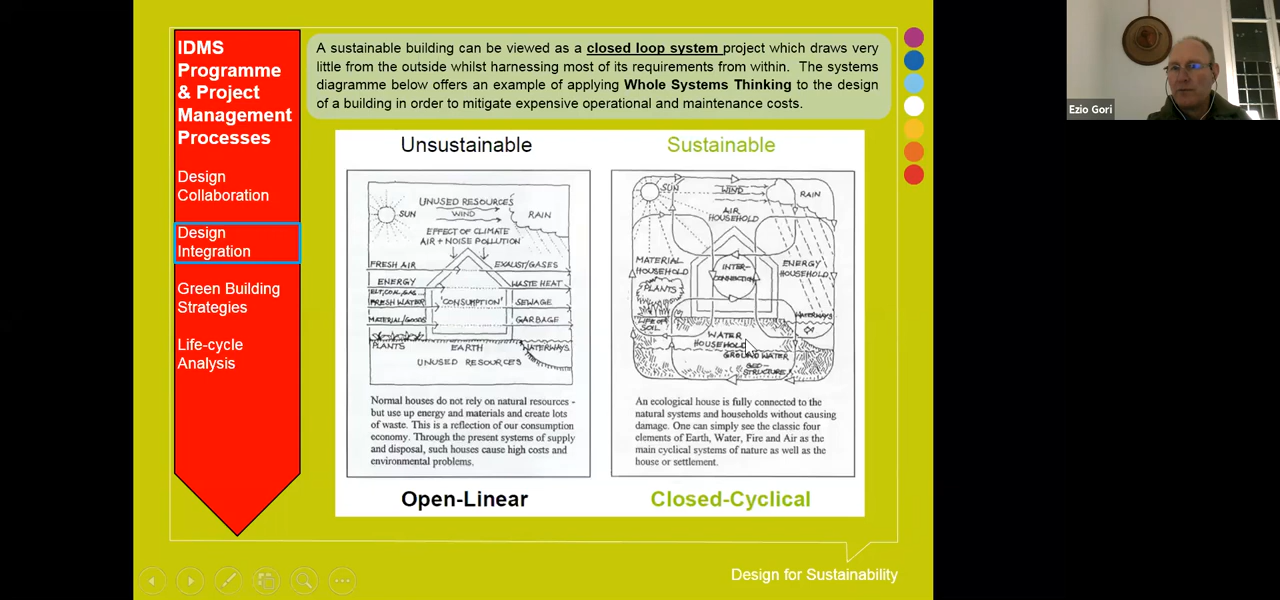 IDMS
Programme
& Project
Management
Processes
Design
Collaboration
Design
Integration
Green Building
Strategies
Life-cycle
Analysis
A sustainable building can be viewed as a closed loop system project which draws very
little from the outside whilst harnessing most of its requirements from within. The systems
diagramme below offers an example of applying Whole Systems Thinking to the design
of a building in order to mitigate expensive operational and maintenance costs.
Unsustainable
UNUSED RESOURCES
SUN
WIND
RAIN
EFFECT OF CLIMATE
AIR + NOISE POLLUTION
FRESH AIR
EXAUST/GASES
ENERGY
WASTE HEAT
FRESH WATER
'CONSUMPTION'
SEWAGE
MATERIAL/GOODS
GARBAGE
PLANTS
EARTH
WATERWAYS
UNUSED RESOURCES
Normal houses do not rely on natural resources -
but use up energy and materials and create lots
of waste. This is a reflection of our consumption
economy. Through the present systems of supply
and disposal, such houses cause high costs and
environmental problems.
Open-Linear
Sustainable
SUN
WIND
RAIN
AIR
HOUSEHOLD
MATERIAL
HOUSEHOLD
INTER-
CONNECTION
ENERGY
HOUSEHOLD
PLANTS
LIFE OF
SOIL
WATERWAYS
WATER
HOUSEHOLD
GROUND WATER
GEO-
STRUCTURE
An ecological house is fully connected to the
natural systems and households without causing
damage. One can simply see the classic four
elements of Earth, Water, Fire and Air as the
main cyclical systems of nature as well as the
house or settlement.
Closed-Cyclical
Design for Sustainability
Ezio Gori